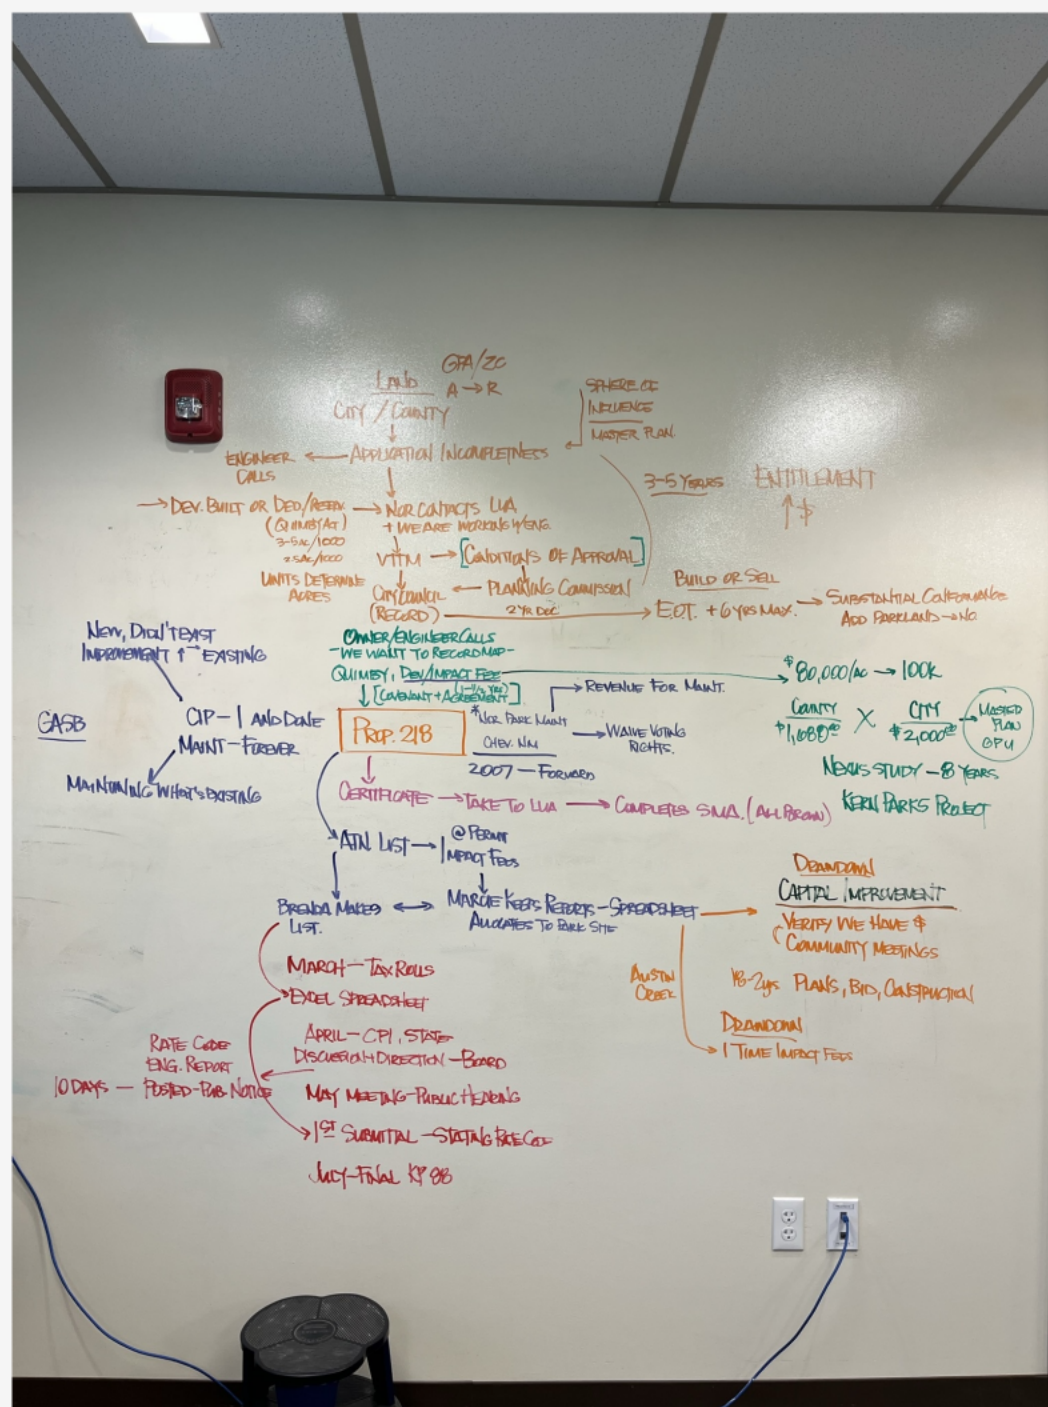 GPA/ZC
LAND A → R
CITY / COUNTY
SPHERE OF
INFLUENCE
MASTER PLAN.
ENGINEER ← APPLICATION INCOMPLETNESS
CALLS
3-5 YEARS
ENTITLEMENT
↑ $
→ DEV. BUILT OR DED/ → NOR CONTACTS LUA
(QUIMBY ACT) + WE ARE WORKING W/ENG.
3-5AC/1000
2.5AC/1000
VTTM → [CONDITIONS OF APPROVAL]
UNITS DETERMINE
ACRES
CITY COUNCIL ← PLANNING COMMISSION
(RECORD) 2 YR DEC → E.O.T. + 6 YRS MAX. → SUBSTANTIAL CONFORMANCE
BUILD OR SELL
ADD PARKLAND → NO.
NEW, DIDN'T EXIST
IMPROVEMENT ↑ → EXISTING
GASB
CIP - 1 AND DONE
MAINT - FOREVER
MAINTAINING WHAT'S EXISTING
OWNER/ENGINEER CALLS
-WE WANT TO RECORD MAP-
QUIMBY, DEV/IMPACT FEE → $80,000/AC → 100K
[COVENANT + AGREEMENT]
PROP. 218
→ REVENUE FOR MAINT.
*NOR PARK MAINT
CHEV. NM
→ WAIVE VOTING
RIGHTS.
2007 - FORWARD
COUNTY X CITY → MASTER
PLAN
GPU
$2,000.00
NEXUS STUDY - 8 YEARS
KERN PARKS PROJECT
CERTIFICATE → TAKE TO LUA → COMPLETES S.M.A. (ALL BROWN)
ATN LIST → @ PERMIT
IMPACT FEES
BRENDA MAKES ↔ MARCIE KEEPS REPORTS - SPREADSHEET
LIST. ALLOCATES TO PARK SITE
DRAWDOWN
CAPITAL IMPROVEMENT
VERIFY WE HAVE $
COMMUNITY MEETINGS
18-2yrs PLANS, BID, CONSTRUCTION
AUSTIN
CREEK
DRAWDOWN
→ 1 TIME IMPACT FEES
MARCH - TAX ROLLS
EXCEL SPREADSHEET
APRIL - CPI, STATE
DISCUSSION + DIRECTION - BOARD
RATE CODE
ENG. REPORT
10 DAYS - POSTED - PUB. NOTICE
MAY MEETING - PUBLIC HEARING
1ST SUBMITTAL - STATING RATE CODE
JULY - FINAL